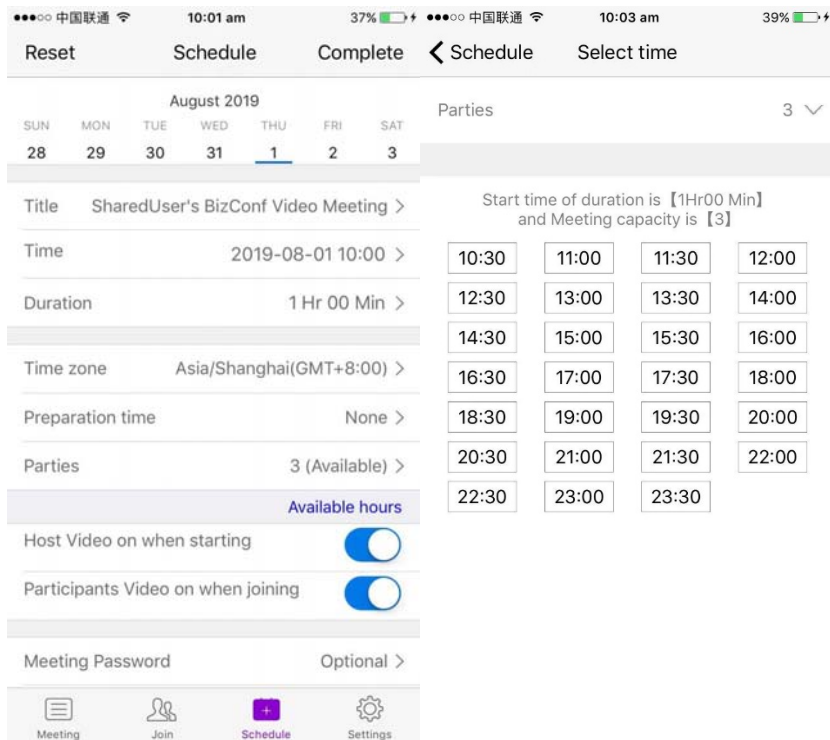 中国联通 10:01 am 37%
Reset Schedule Complete
August 2019
SUN MON TUE WED THU FRI SAT
28 29 30 31 1 2 3
Title SharedUser's BizConf Video Meeting
Time 2019-08-01 10:00
Duration 1 Hr 00 Min
Time zone Asia/Shanghai(GMT+8:00)
Preparation time None
Parties 3 (Available)
Available hours
Host Video on when starting
Participants Video on when joining
Meeting Password Optional
Meeting Join Schedule Settings
中国联通 10:03 am 39%
Schedule Select time
Parties 3
Start time of duration is【1Hr00 Min】
and Meeting capacity is【3】
10:30 11:00 11:30 12:00
12:30 13:00 13:30 14:00
14:30 15:00 15:30 16:00
16:30 17:00 17:30 18:00
18:30 19:00 19:30 20:00
20:30 21:00 21:30 22:00
22:30 23:00 23:30